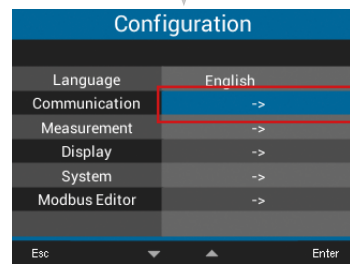 Configuration
Language English
Communication ->
Measurement ->
Display ->
System ->
Modbus Editor ->
Esc Enter